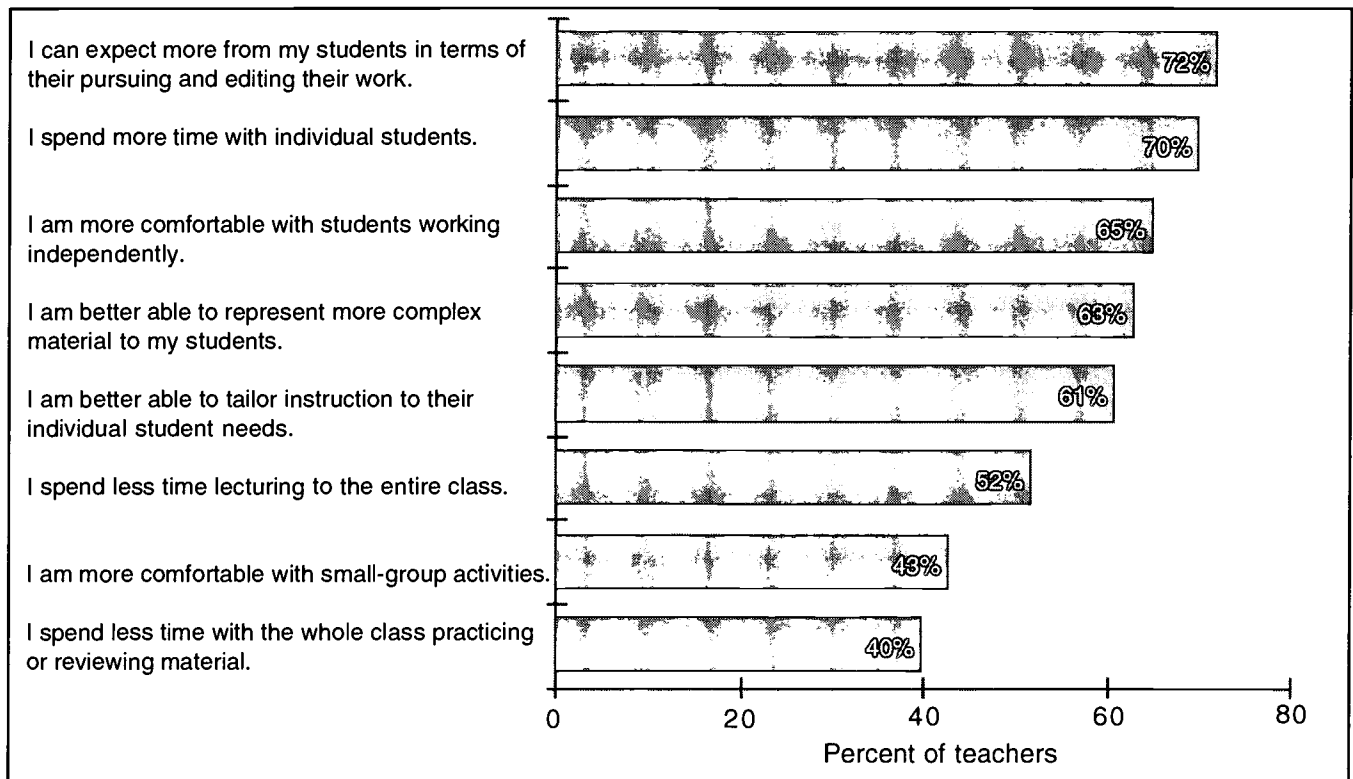 I can expect more from my students in terms of
their pursuing and editing their work.
72%
I spend more time with individual students.
70%
I am more comfortable with students working
independently.
65%
I am better able to represent more complex
material to my students.
63%
I am better able to tailor instruction to their
individual student needs.
61%
I spend less time lecturing to the entire class.
52%
I am more comfortable with small-group activities.
43%
I spend less time with the whole class practicing
or reviewing material.
40%
0 20 40 60 80
Percent of teachers